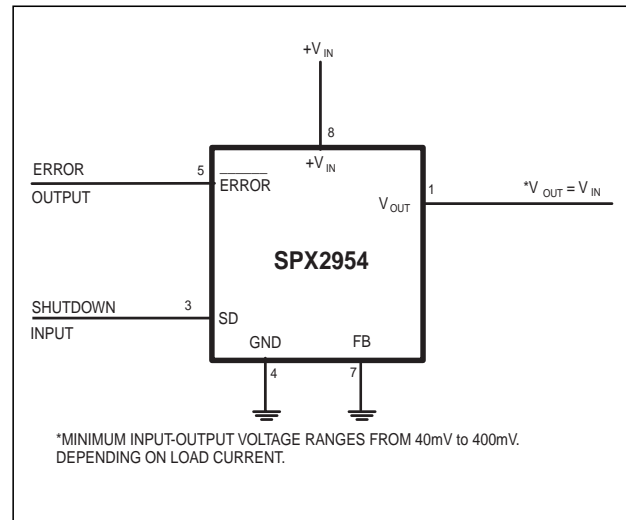 +V IN
8
+V IN
ERROR
5
ERROR
OUTPUT
1
*V OUT = V IN
V OUT
SPX2954
SHUTDOWN
3
SD
INPUT
GND
FB
4
7
*MINIMUM INPUT-OUTPUT VOLTAGE RANGES FROM 40mV to 400mV.
DEPENDING ON LOAD CURRENT.